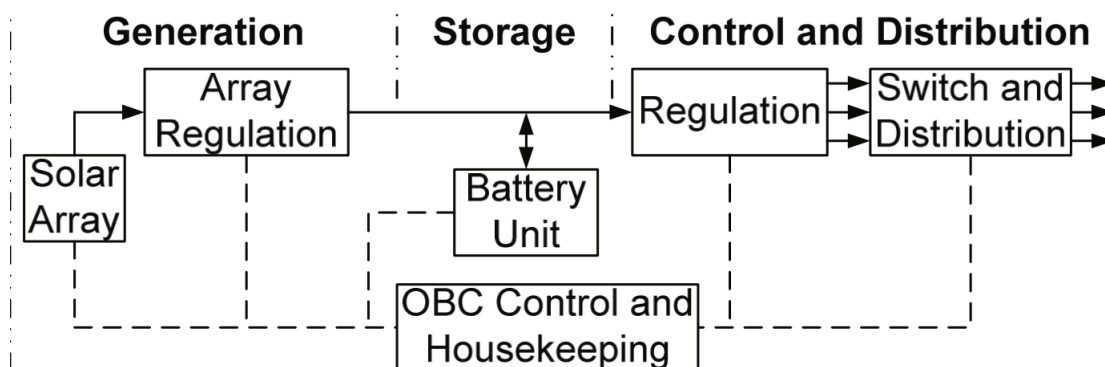 Generation
Storage
Control and Distribution
Array
Regulation
Regulation
Switch and
Distribution
Solar
Array
Battery
Unit
OBC Control and
Housekeeping